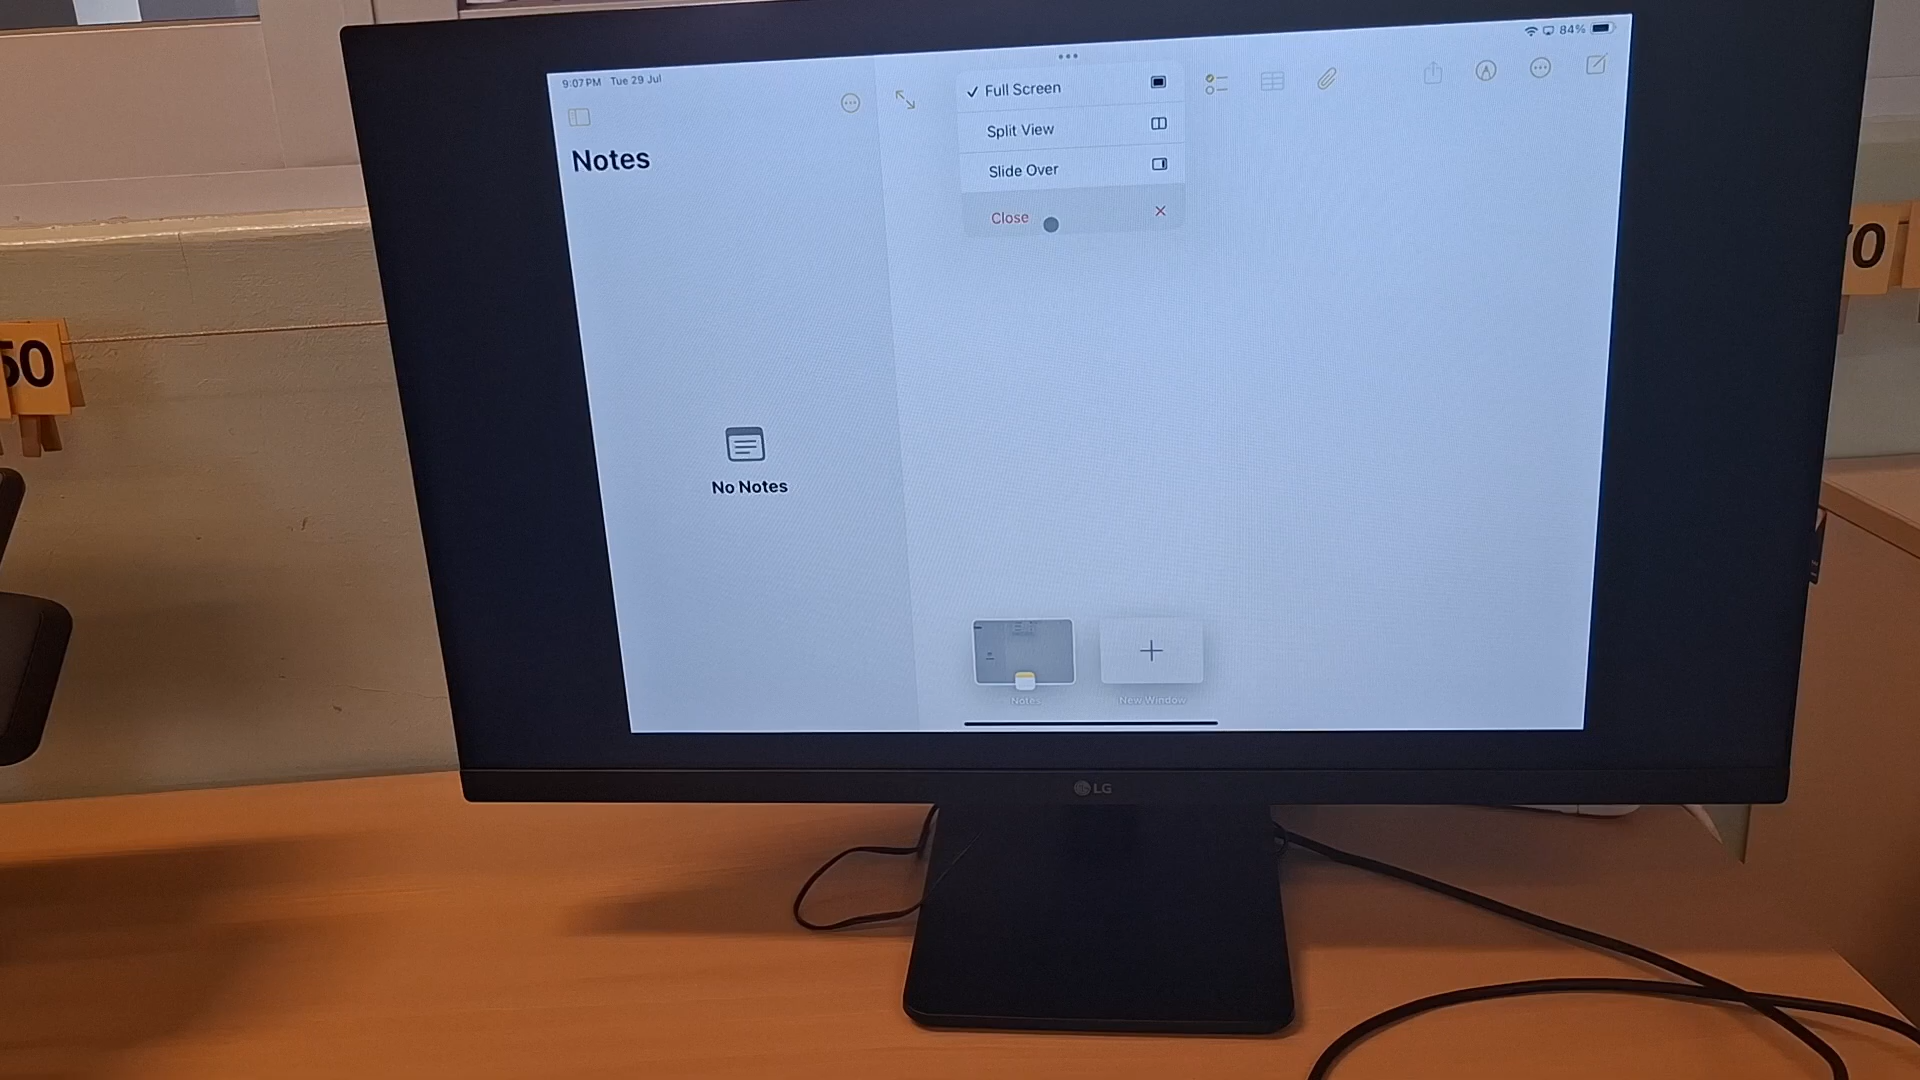 9:07 PM Tue 29 Jul
84%
Full Screen
Split View
Slide Over
Close
Notes
No Notes
Notes
New Window
LG
50
0